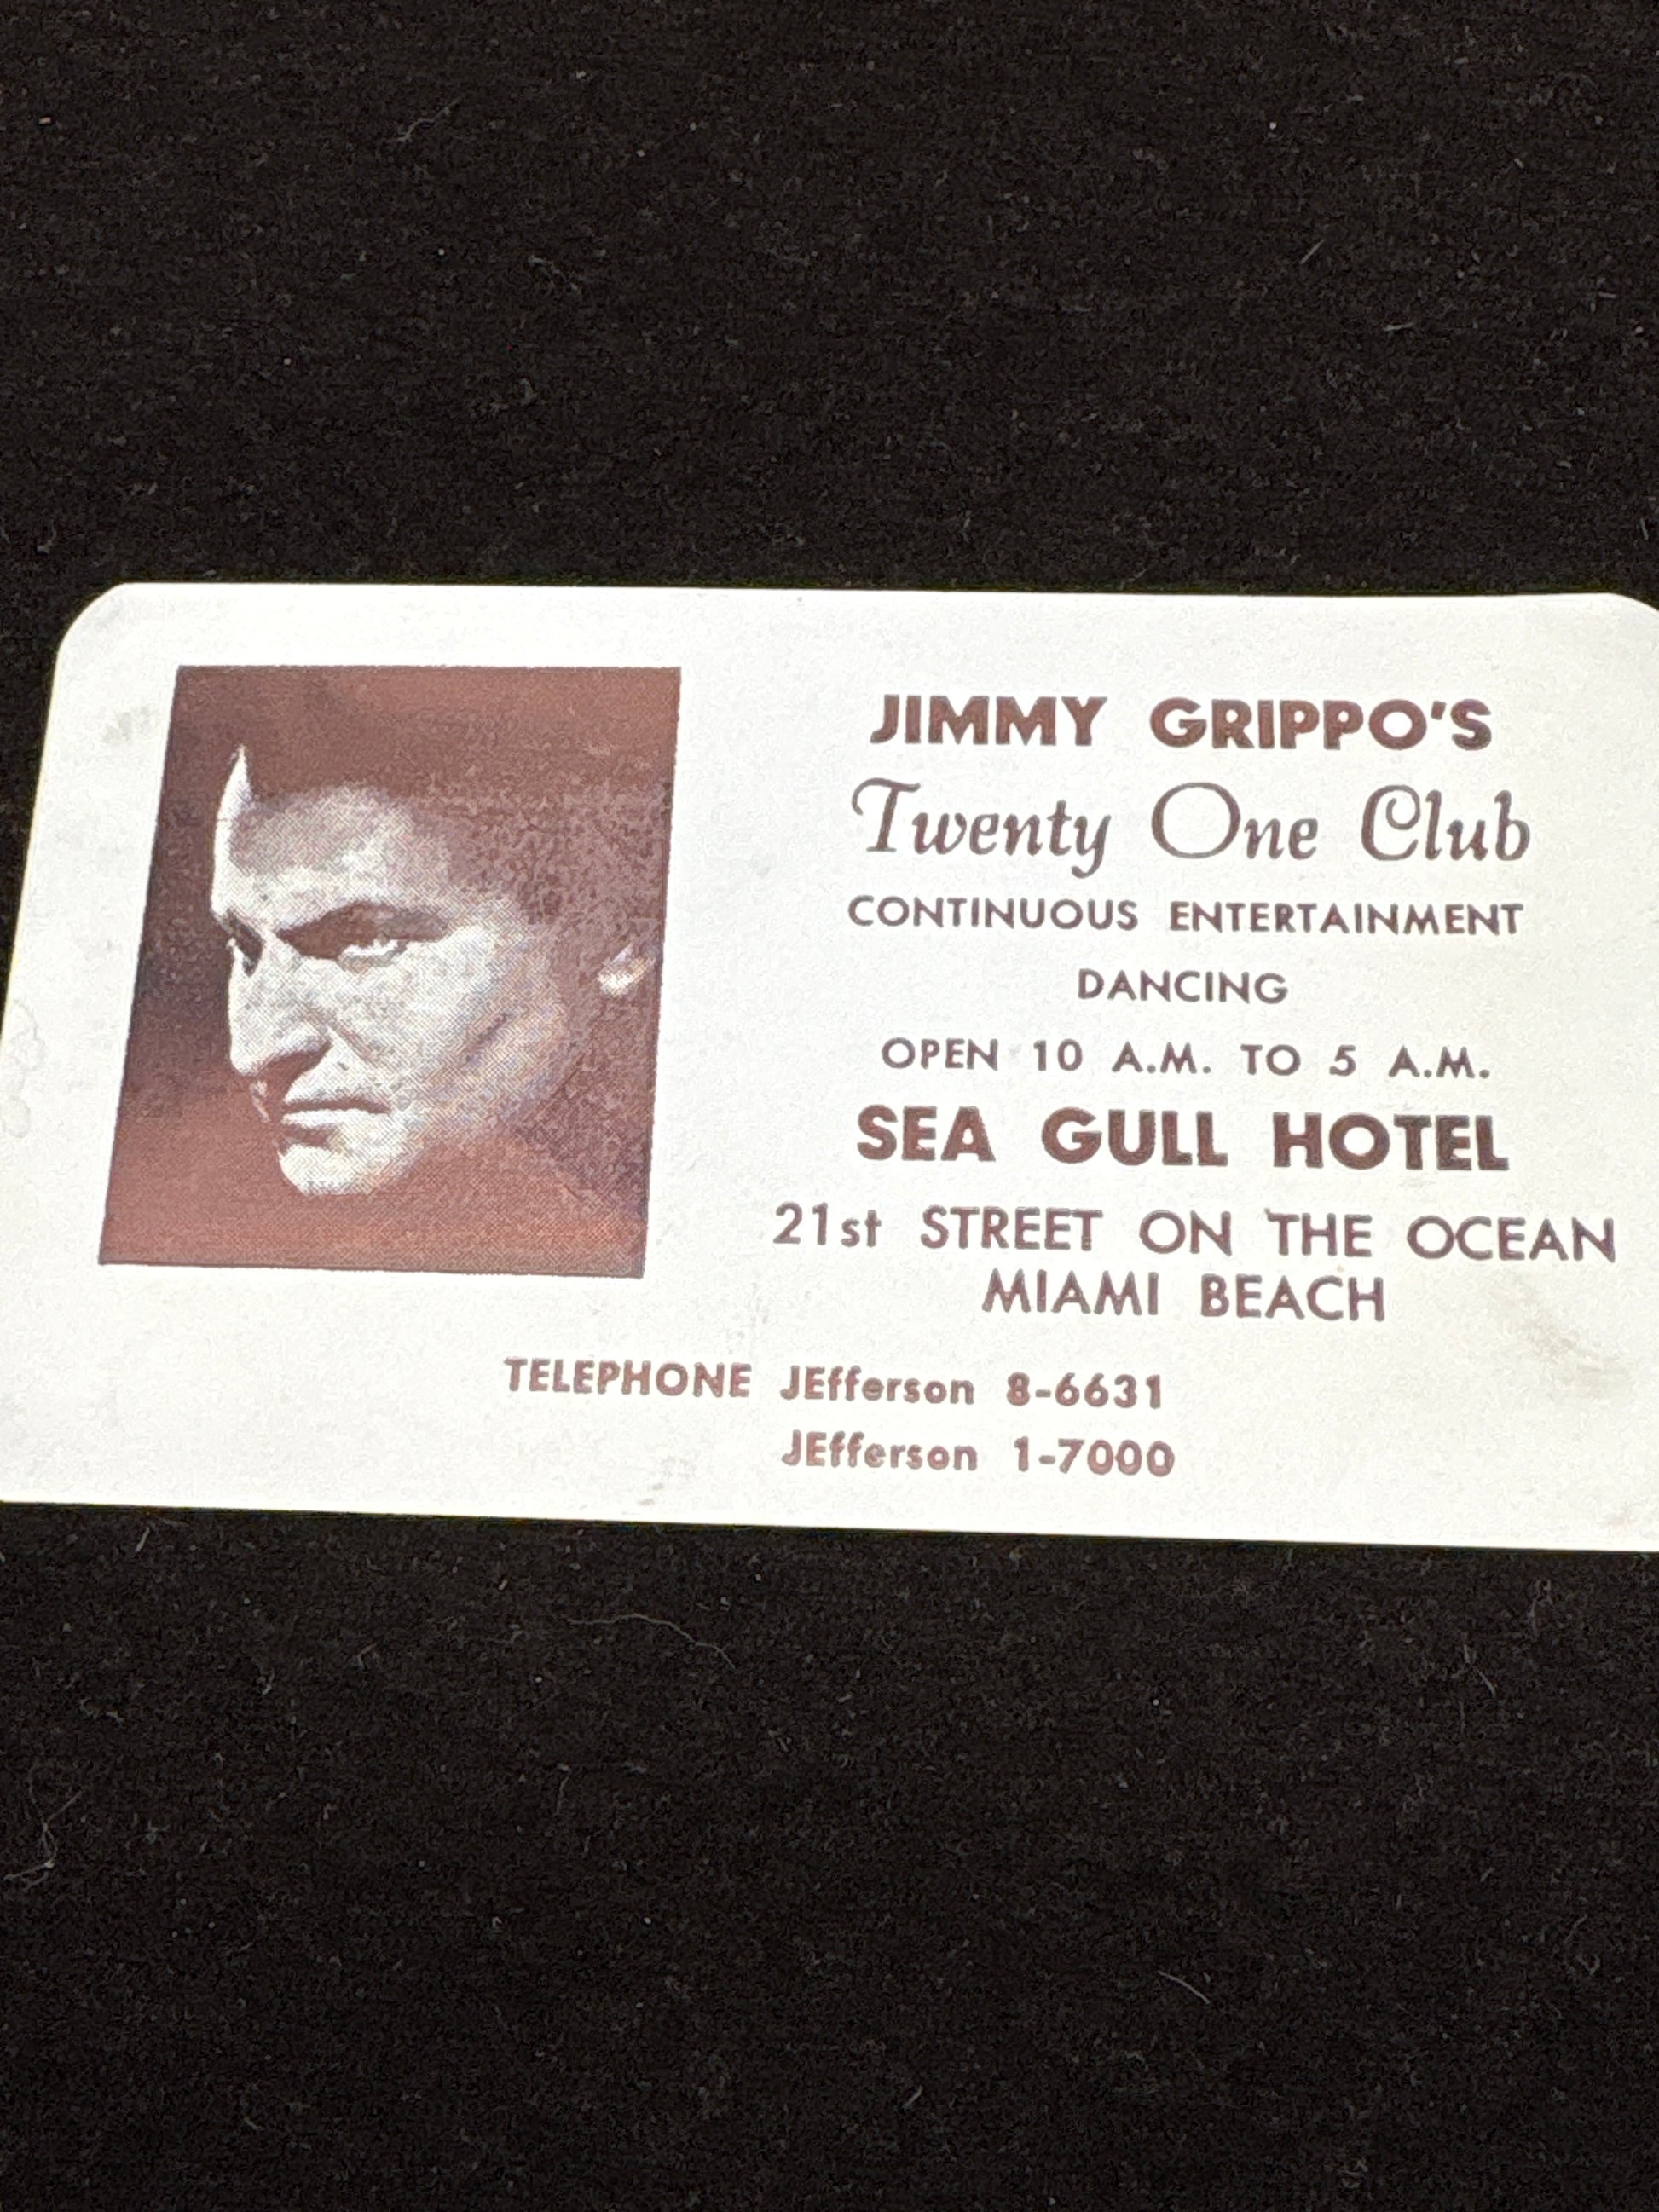 JIMMY GRIPPO'S
Twenty One Club
CONTINUOUS ENTERTAINMENT
DANCING
OPEN 10 A.M. TO 5 A.M.
SEA GULL HOTEL
21st STREET ON THE OCEAN
MIAMI BEACH
TELEPHONE JEfferson 8-6631
JEfferson 1-7000